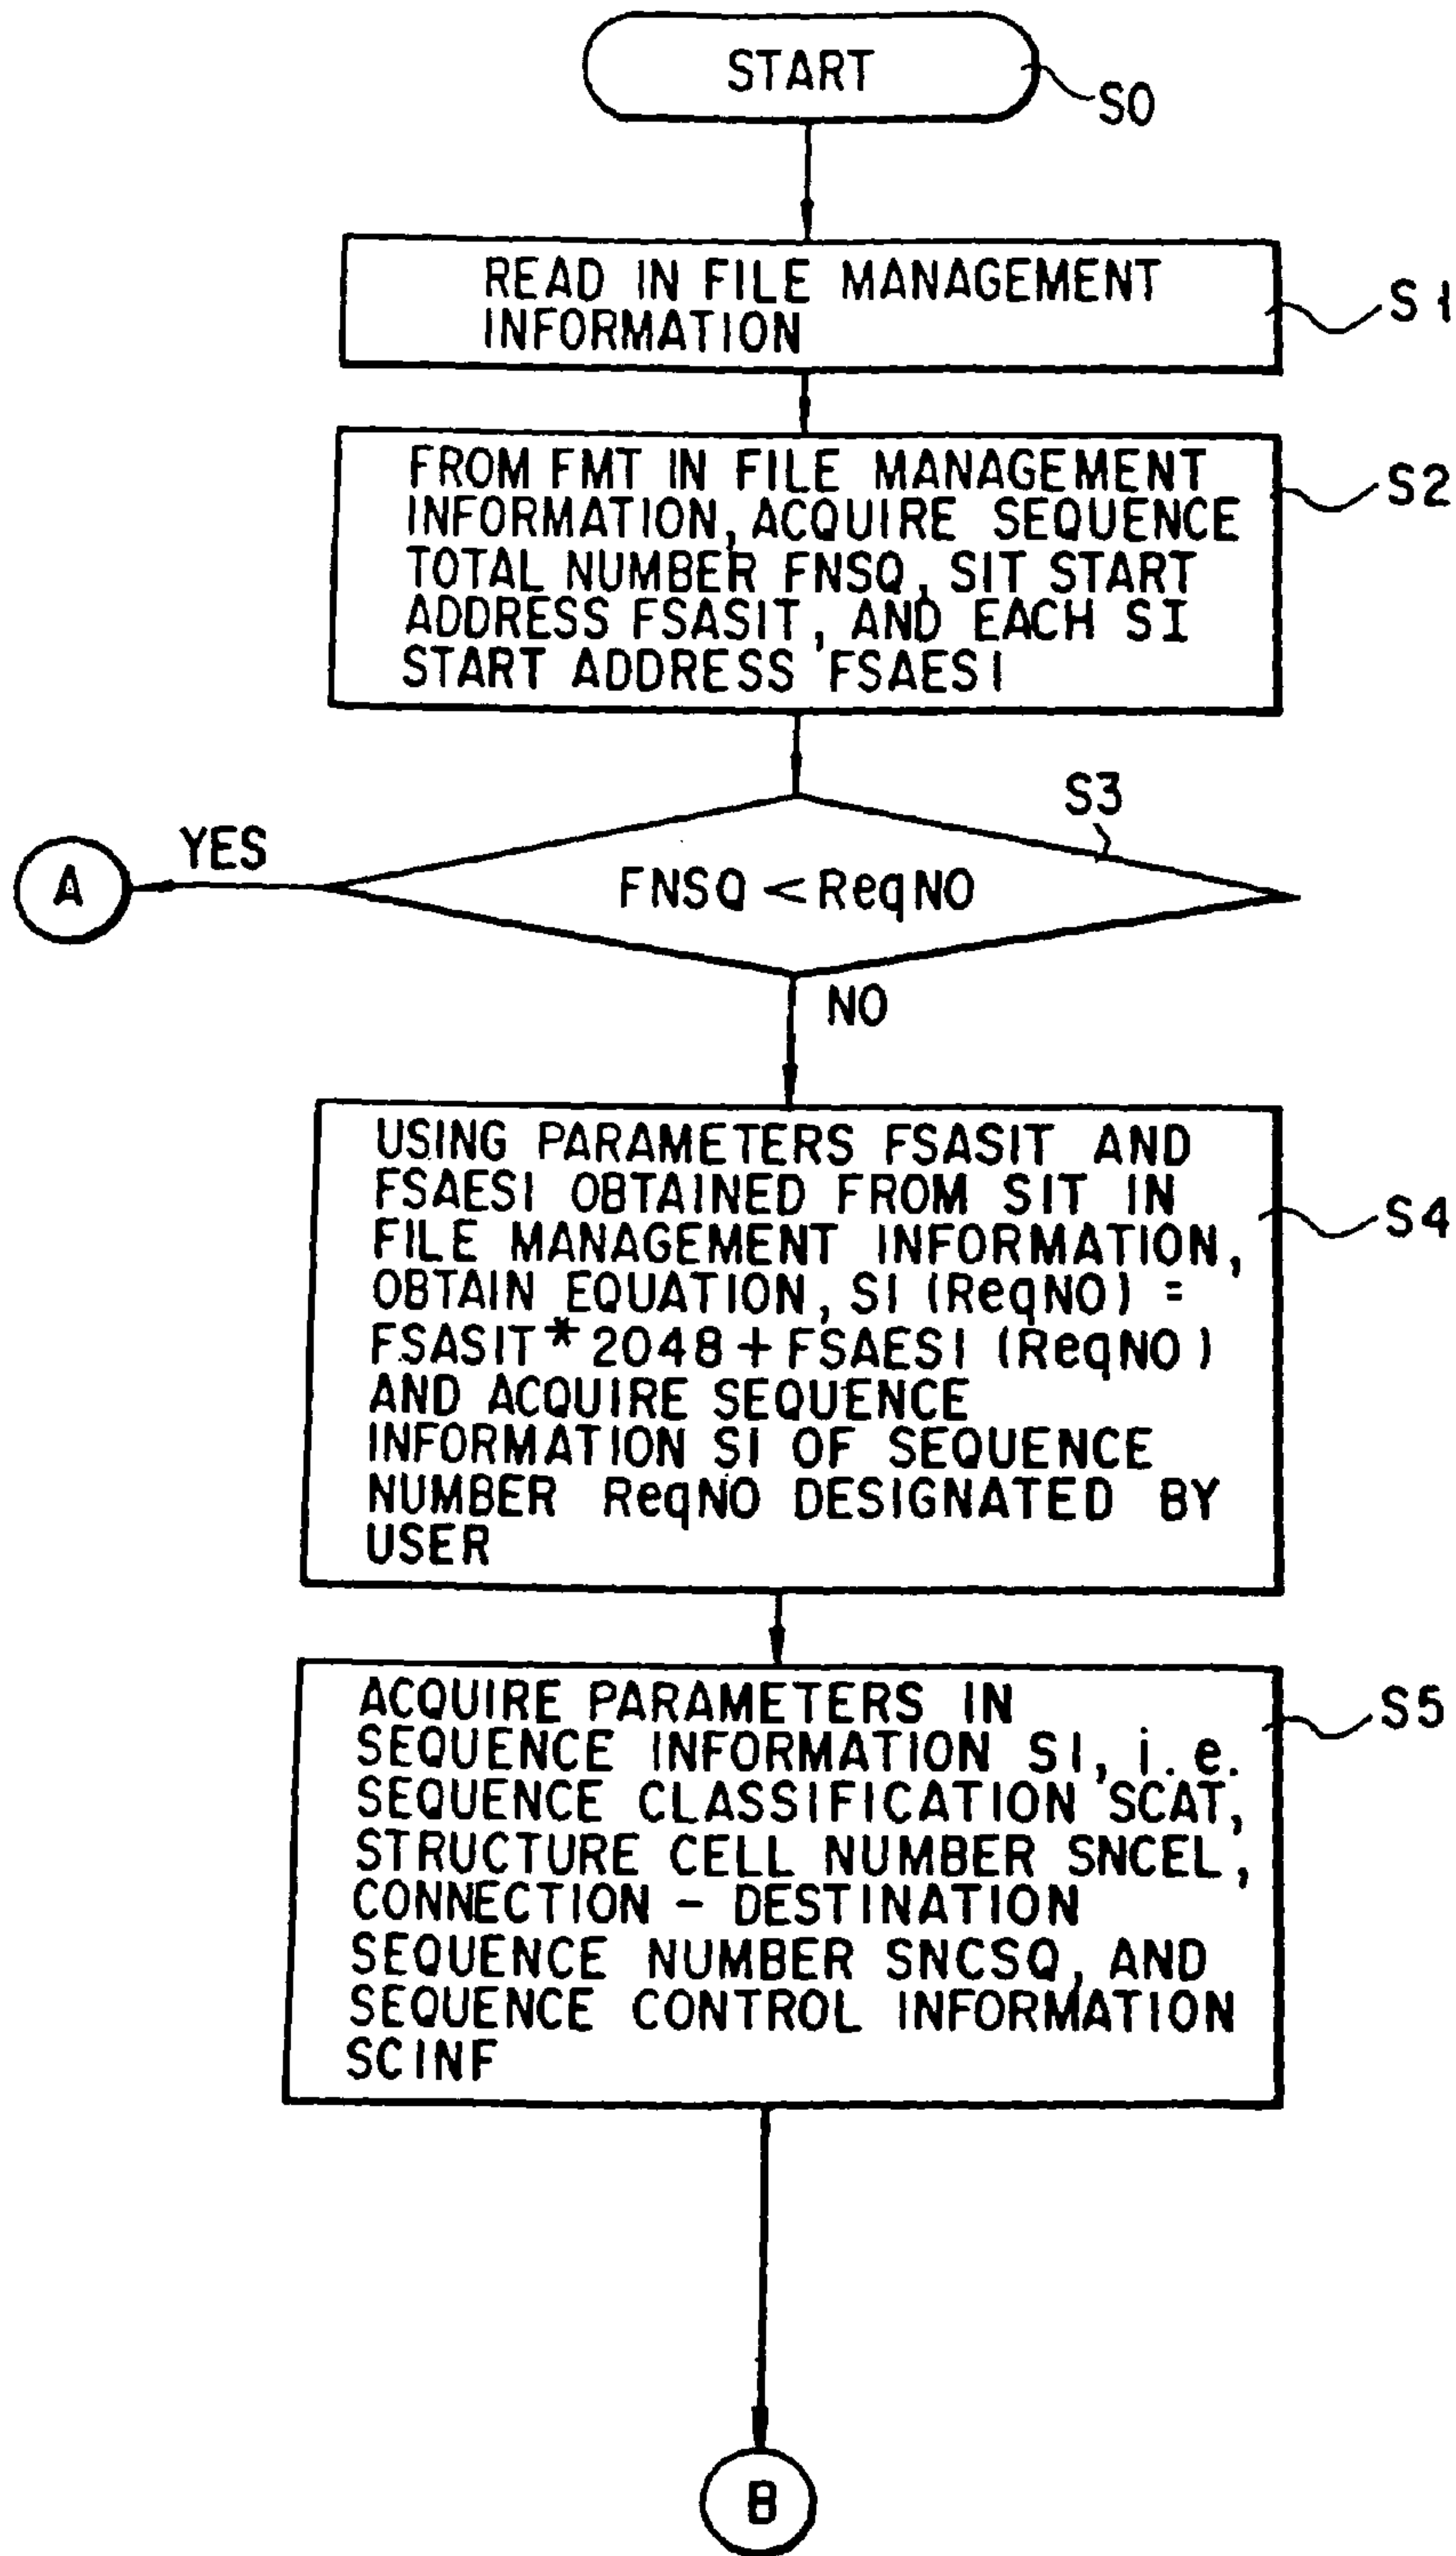 START
S0
READ IN FILE MANAGEMENT
INFORMATION
S1
FROM FMT IN FILE MANAGEMENT
INFORMATION, ACQUIRE SEQUENCE
TOTAL NUMBER FNSQ, SIT START
ADDRESS FSASIT, AND EACH SI
START ADDRESS FSAESI
S2
S3
YES
A
FNSQ < ReqNO
NO
USING PARAMETERS FSASIT AND
FSAESI OBTAINED FROM SIT IN
FILE MANAGEMENT INFORMATION,
OBTAIN EQUATION, SI (ReqNO) =
FSASIT * 2048 + FSAESI (ReqNO)
AND ACQUIRE SEQUENCE
INFORMATION SI OF SEQUENCE
NUMBER ReqNO DESIGNATED BY
USER
S4
ACQUIRE PARAMETERS IN
SEQUENCE INFORMATION SI, i.e.
SEQUENCE CLASSIFICATION SCAT,
STRUCTURE CELL NUMBER SNCEL,
CONNECTION - DESTINATION
SEQUENCE NUMBER SNCSQ, AND
SEQUENCE CONTROL INFORMATION
SCINF
S5
B